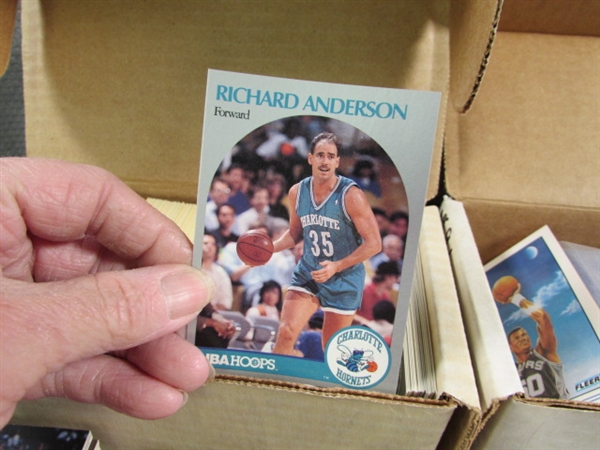 RICHARD ANDERSON
Forward
CHARLOTTE
35
NBA HOOPS
CHARLOTTE
HORNETS
FLEER